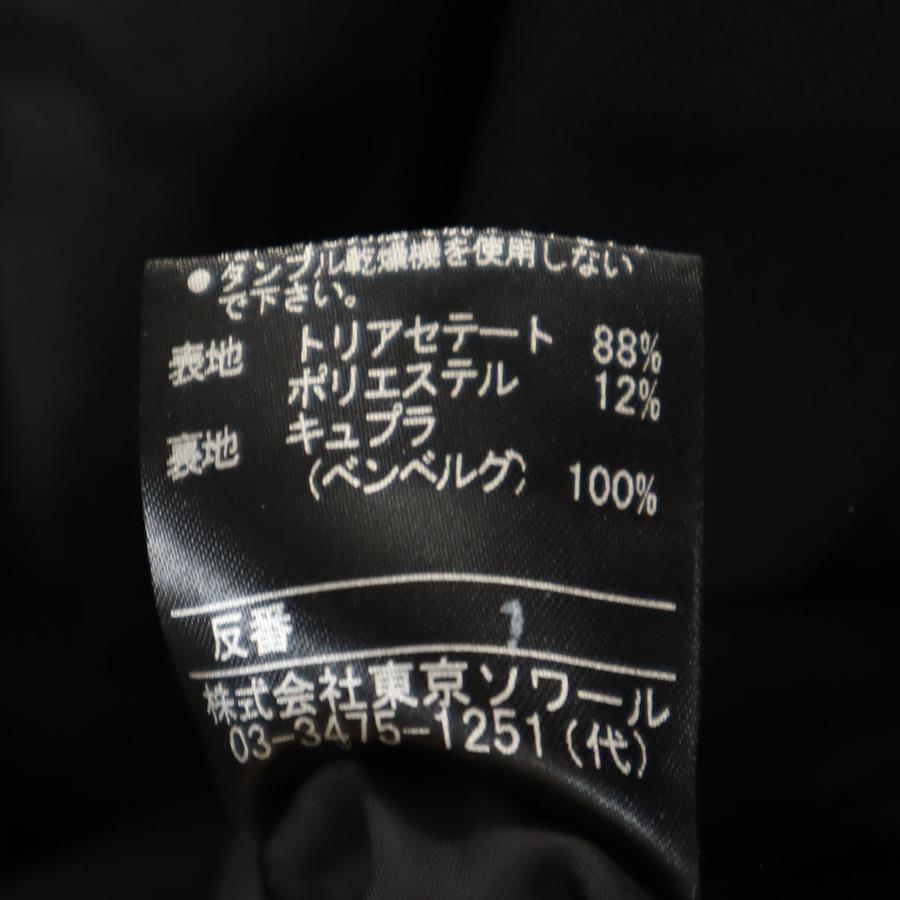 ●タンブル乾燥機を使用しない
で下さい。
表地 トリアセテート 88%
ポリエステル 12%
裏地 キュプラ
(ベンベルグ) 100%
反番 1
株式会社東京ソワール
03-3475-1251(代)